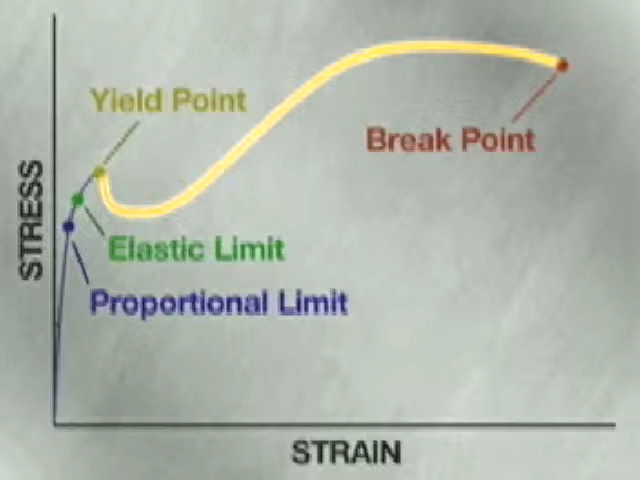 Yield Point
Break Point
STRESS
Elastic Limit
Proportional Limit
STRAIN